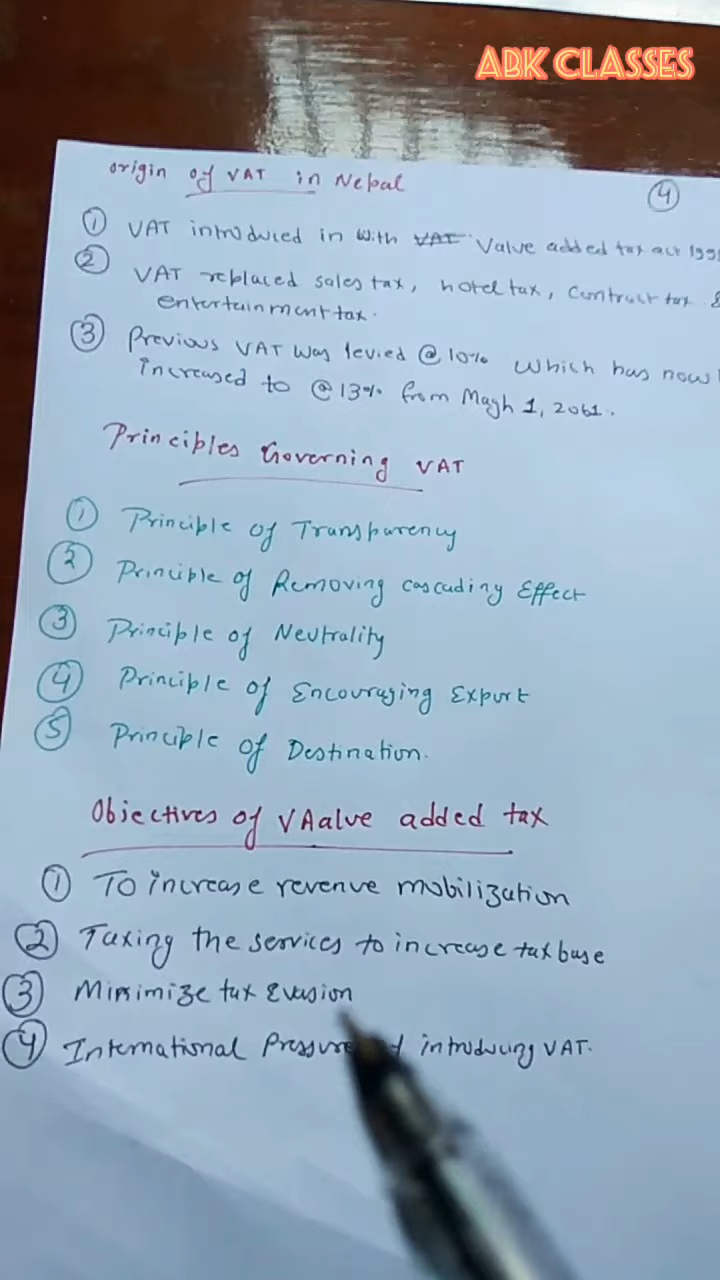 ABK CLASSES
Origin of VAT in Nepal
4
① VAT introduced in with VAT Value added tax act 199
② VAT replaced sales tax, hotel tax, contract tax &
entertainment tax.
③ Previous VAT was levied @ 10% which has now
increased to @ 13% from Magh 1, 2061.
Principles Governing VAT
① Principle of Transparency
② Principle of Removing cascading Effect
③ Principle of Neutrality
④ Principle of Encouraging Export
⑤ Principle of Destination.
Objectives of VAalve added tax
① To increase revenue mobilization
② Taxing the services to increase tax base
③ Minimize tax Evasion
④ International Pressure introducing VAT.